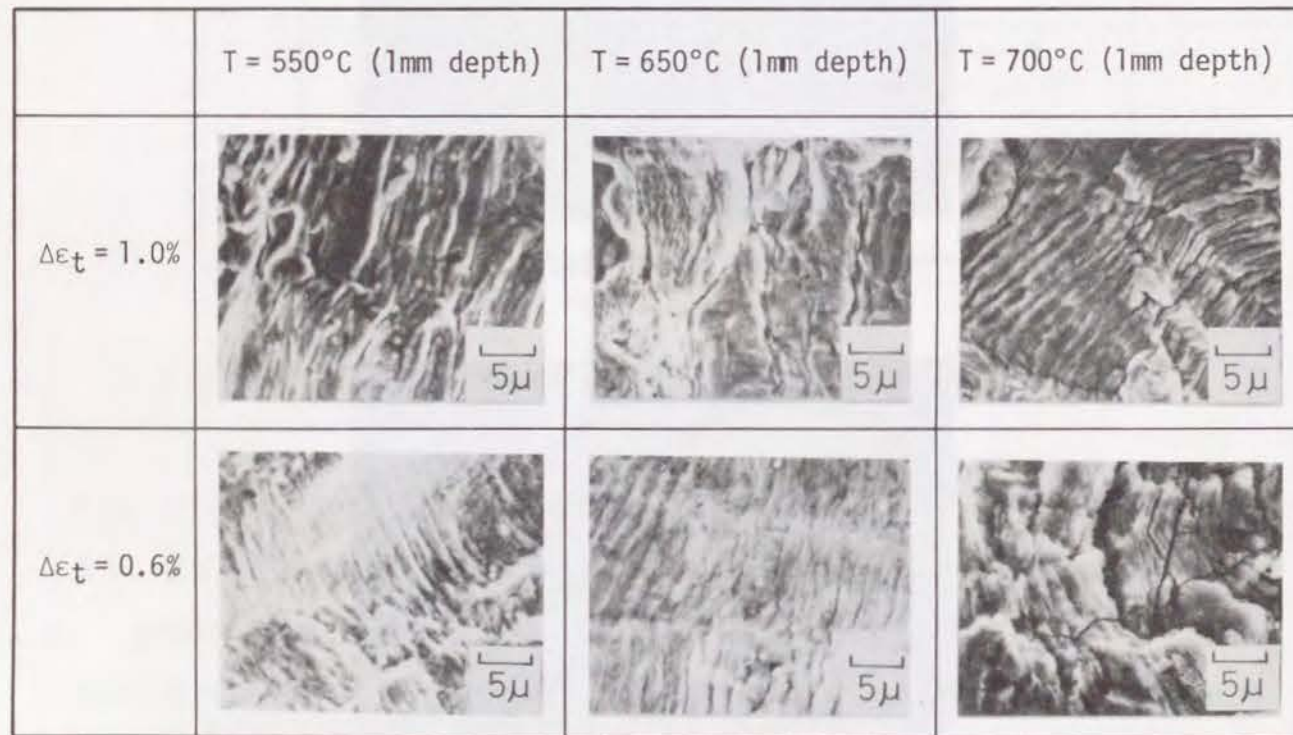 T = 550°C (1mm depth)
T = 650°C (1mm depth)
T = 700°C (1mm depth)
Δεt = 1.0%
5μ
5μ
5μ
Δεt = 0.6%
5μ
5μ
5μ